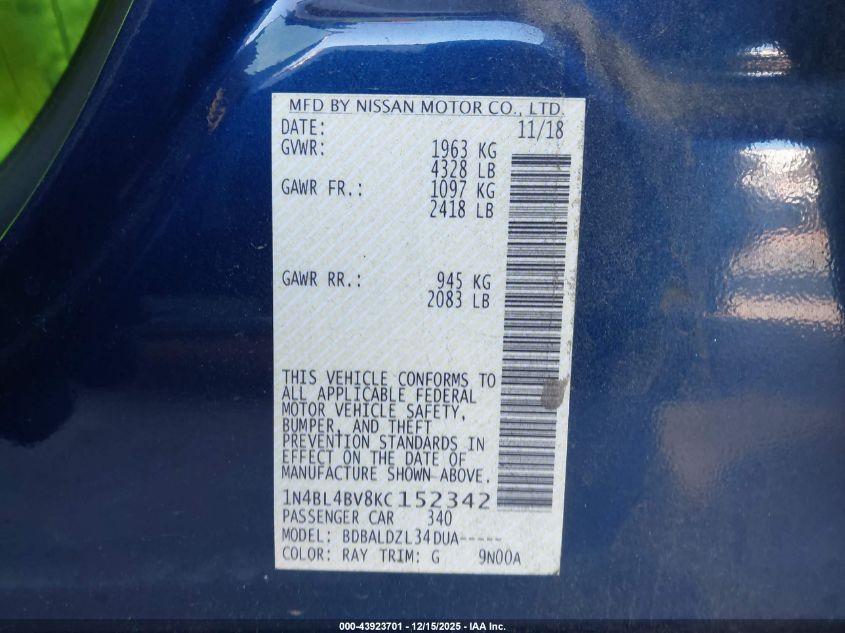 MFD BY NISSAN MOTOR CO., LTD.
DATE: 11/18
GVWR: 1963 KG
4328 LB
GAWR FR.: 1097 KG
2418 LB
GAWR RR.: 945 KG
2083 LB
THIS VEHICLE CONFORMS TO
ALL APPLICABLE FEDERAL
MOTOR VEHICLE SAFETY,
BUMPER, AND THEFT
PREVENTION STANDARDS IN
EFFECT ON THE DATE OF
MANUFACTURE SHOWN ABOVE.
1N4BL4BV8KC152342
PASSENGER CAR 340
MODEL: BDBALDZL34DUA-----
COLOR: RAY TRIM: G 9N00A
000-43923701 - 12/15/2025 - IAA Inc.